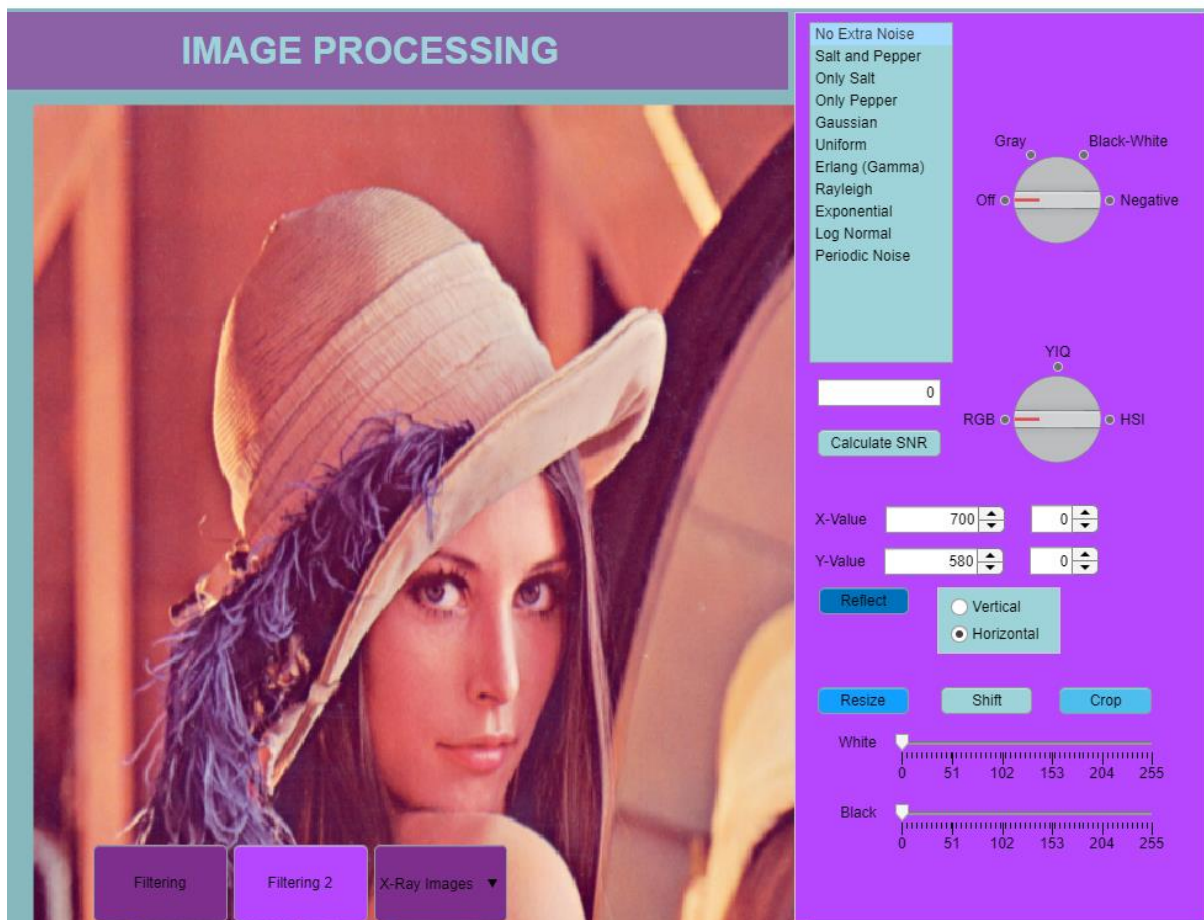 IMAGE PROCESSING
No Extra Noise
Salt and Pepper
Only Salt
Only Pepper
Gaussian
Uniform
Erlang (Gamma)
Rayleigh
Exponential
Log Normal
Periodic Noise
Gray
Black-White
Off
Negative
YIQ
RGB
HSI
0
Calculate SNR
X-Value 700 0
Y-Value 580 0
Reflect
Vertical
Horizontal
Resize
Shift
Crop
White
0 51 102 153 204 255
Black
0 51 102 153 204 255
Filtering
Filtering 2
X-Ray Images